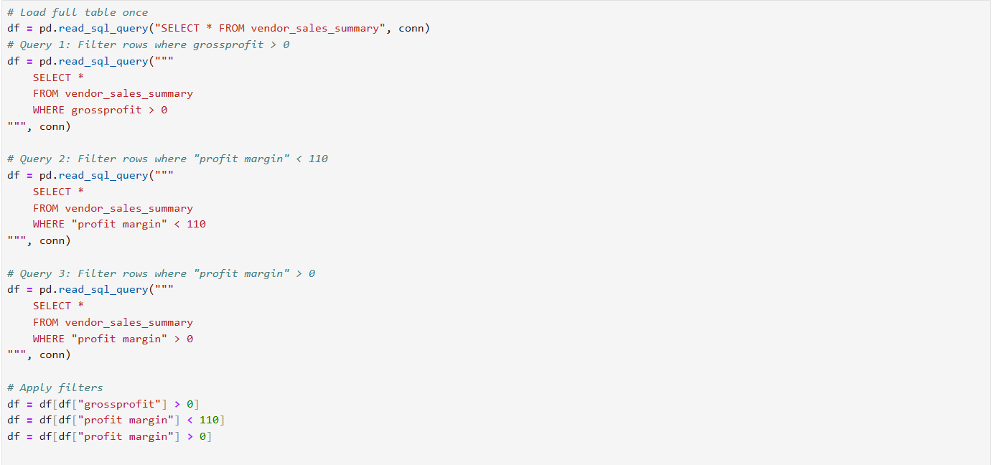 # Load full table once
df = pd.read_sql_query("SELECT * FROM vendor_sales_summary", conn)
# Query 1: Filter rows where grossprofit > 0
df = pd.read_sql_query("""
    SELECT *
    FROM vendor_sales_summary
    WHERE grossprofit > 0
""", conn)

# Query 2: Filter rows where "profit margin" < 110
df = pd.read_sql_query("""
    SELECT *
    FROM vendor_sales_summary
    WHERE "profit margin" < 110
""", conn)

# Query 3: Filter rows where "profit margin" > 0
df = pd.read_sql_query("""
    SELECT *
    FROM vendor_sales_summary
    WHERE "profit margin" > 0
""", conn)

# Apply filters
df = df[df["grossprofit"] > 0]
df = df[df["profit margin"] < 110]
df = df[df["profit margin"] > 0]